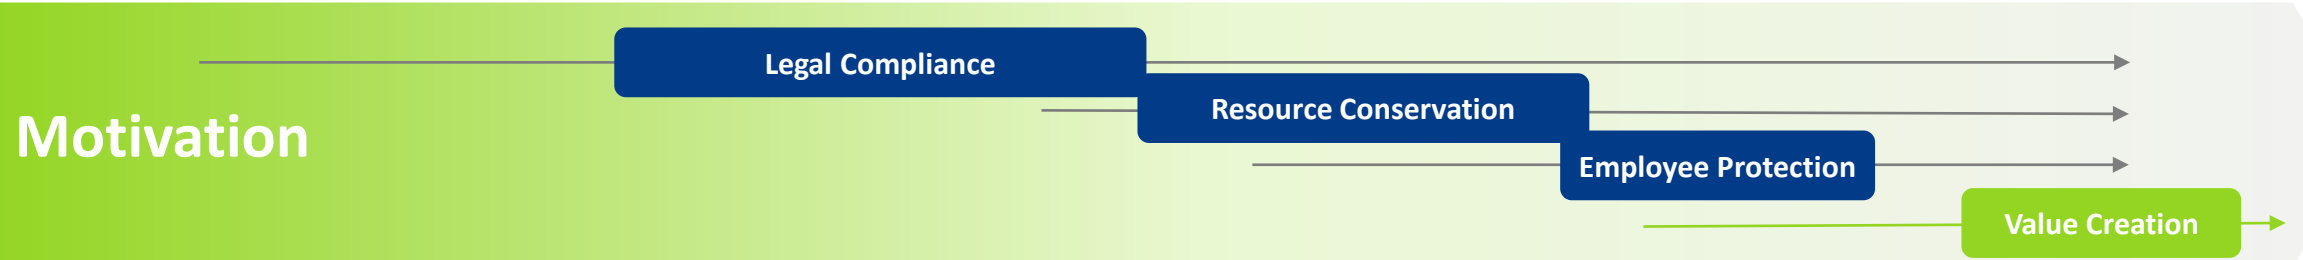 Motivation
Legal Compliance
Resource Conservation
Employee Protection
Value Creation